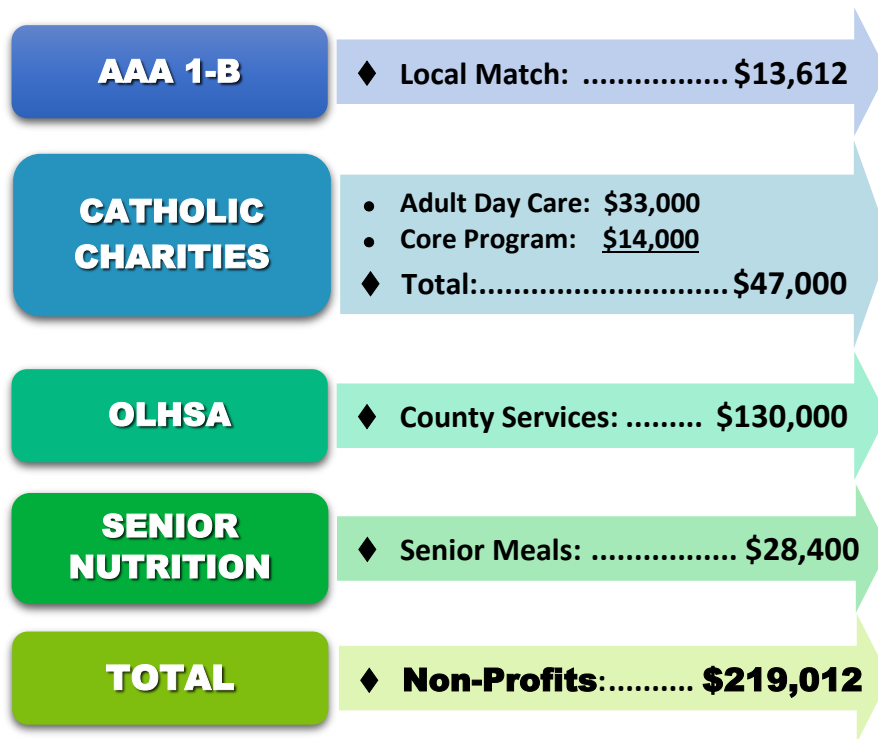 AAA 1-B
♦ Local Match: ................. $13,612
CATHOLIC
CHARITIES
• Adult Day Care: $33,000
• Core Program: $14,000
♦ Total:............................. $47,000
OLHSA
♦ County Services: ......... $130,000
SENIOR
NUTRITION
♦ Senior Meals: ................. $28,400
TOTAL
♦ Non-Profits:.......... $219,012